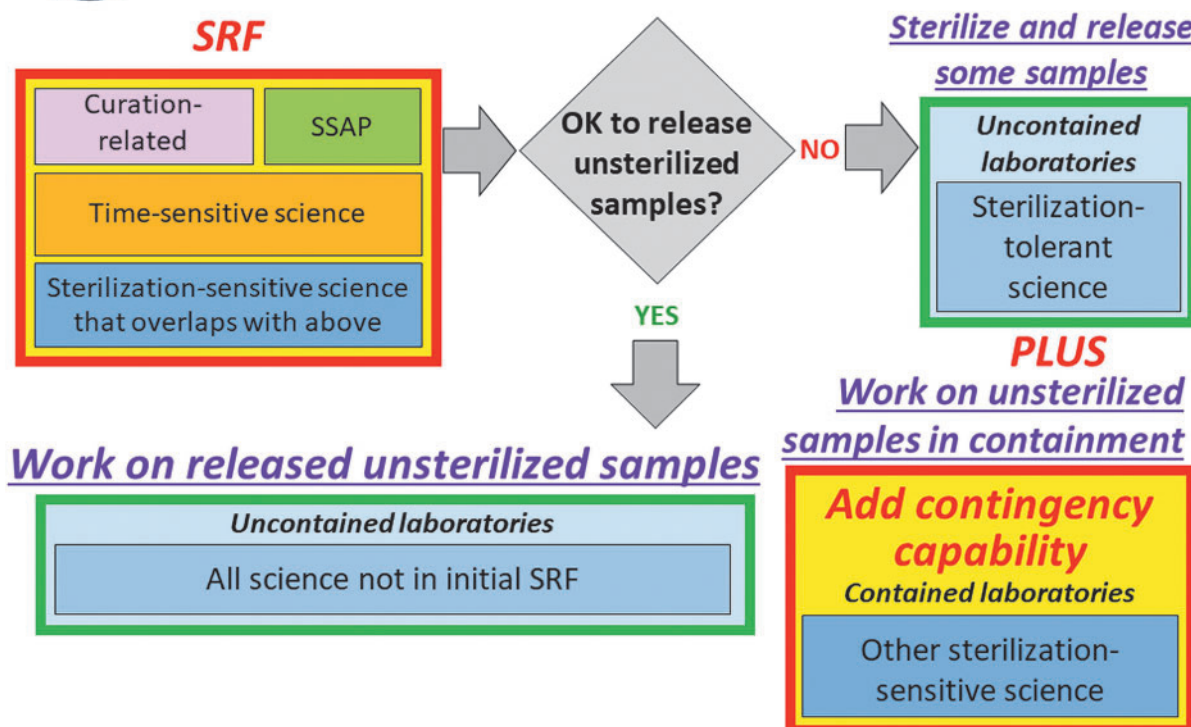 SRF
Curation-
related
SSAP
Time-sensitive science
Sterilization-sensitive science
that overlaps with above
OK to release
unsterilized
samples?
NO
YES
Sterilize and release
some samples
Uncontained
laboratories
Sterilization-
tolerant
science
PLUS
Work on unsterilized
samples in containment
Add contingency
capability
Contained laboratories
Other sterilization-
sensitive science
Work on released unsterilized samples
Uncontained laboratories
All science not in initial SRF